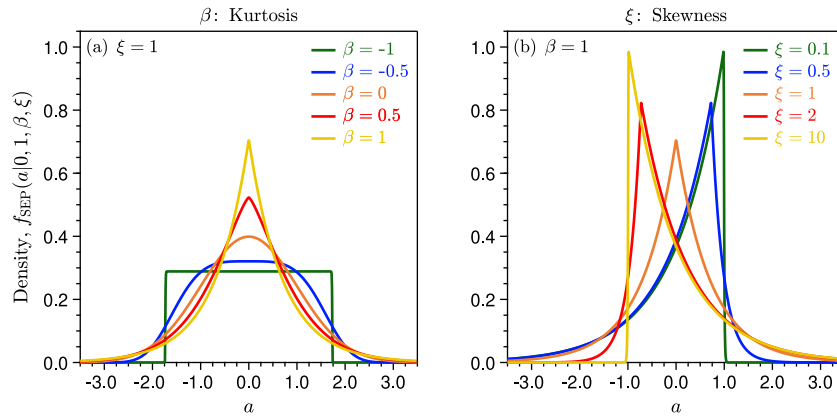 β: Kurtosis
ξ: Skewness
Density, f_SEP(a|0,1,β,ξ)
(a) ξ = 1
β = -1
β = -0.5
β = 0
β = 0.5
β = 1
1.0
0.8
0.6
0.4
0.2
0.0
-3.0 -2.0 -1.0 0.0 1.0 2.0 3.0
a
(b) β = 1
ξ = 0.1
ξ = 0.5
ξ = 1
ξ = 2
ξ = 10
1.0
0.8
0.6
0.4
0.2
0.0
-3.0 -2.0 -1.0 0.0 1.0 2.0 3.0
a